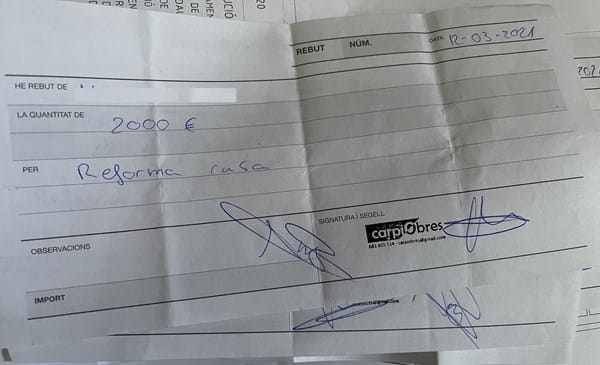 REBUT NÚM. DATA 12-03-2021
HE REBUT DE
LA QUANTITAT DE 2000 €
PER Reforma casa
SIGNATURA I SEGELL
carpiObres
OBSERVACIONS
IMPORT